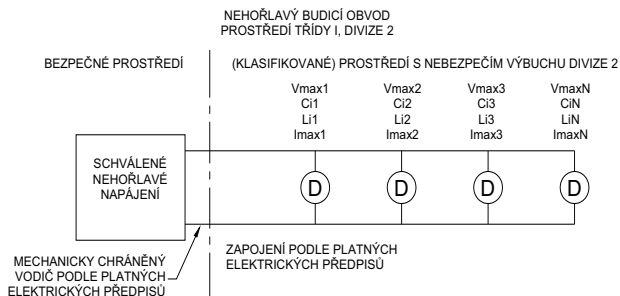 NEHOŘLAVÝ BUDICÍ OBVOD
PROSTŘEDÍ TŘÍDY I, DIVIZE 2
BEZPEČNÉ PROSTŘEDÍ
(KLASIFIKOVANÉ) PROSTŘEDÍ S NEBEZPEČÍM VÝBUCHU DIVIZE 2
Vmax1 Vmax2 Vmax3 VmaxN
Ci1 Ci2 Ci3 CiN
Li1 Li2 Li3 LiN
Imax1 Imax2 Imax3 ImaxN
SCHVÁLENÉ
NEHOŘLAVÉ
NAPÁJENÍ
D D D D
MECHANICKY CHRÁNĚNÝ
VODIČ PODLE PLATNÝCH
ELEKTRICKÝCH PŘEDPISŮ
ZAPOJENÍ PODLE PLATNÝCH
ELEKTRICKÝCH PŘEDPISŮ